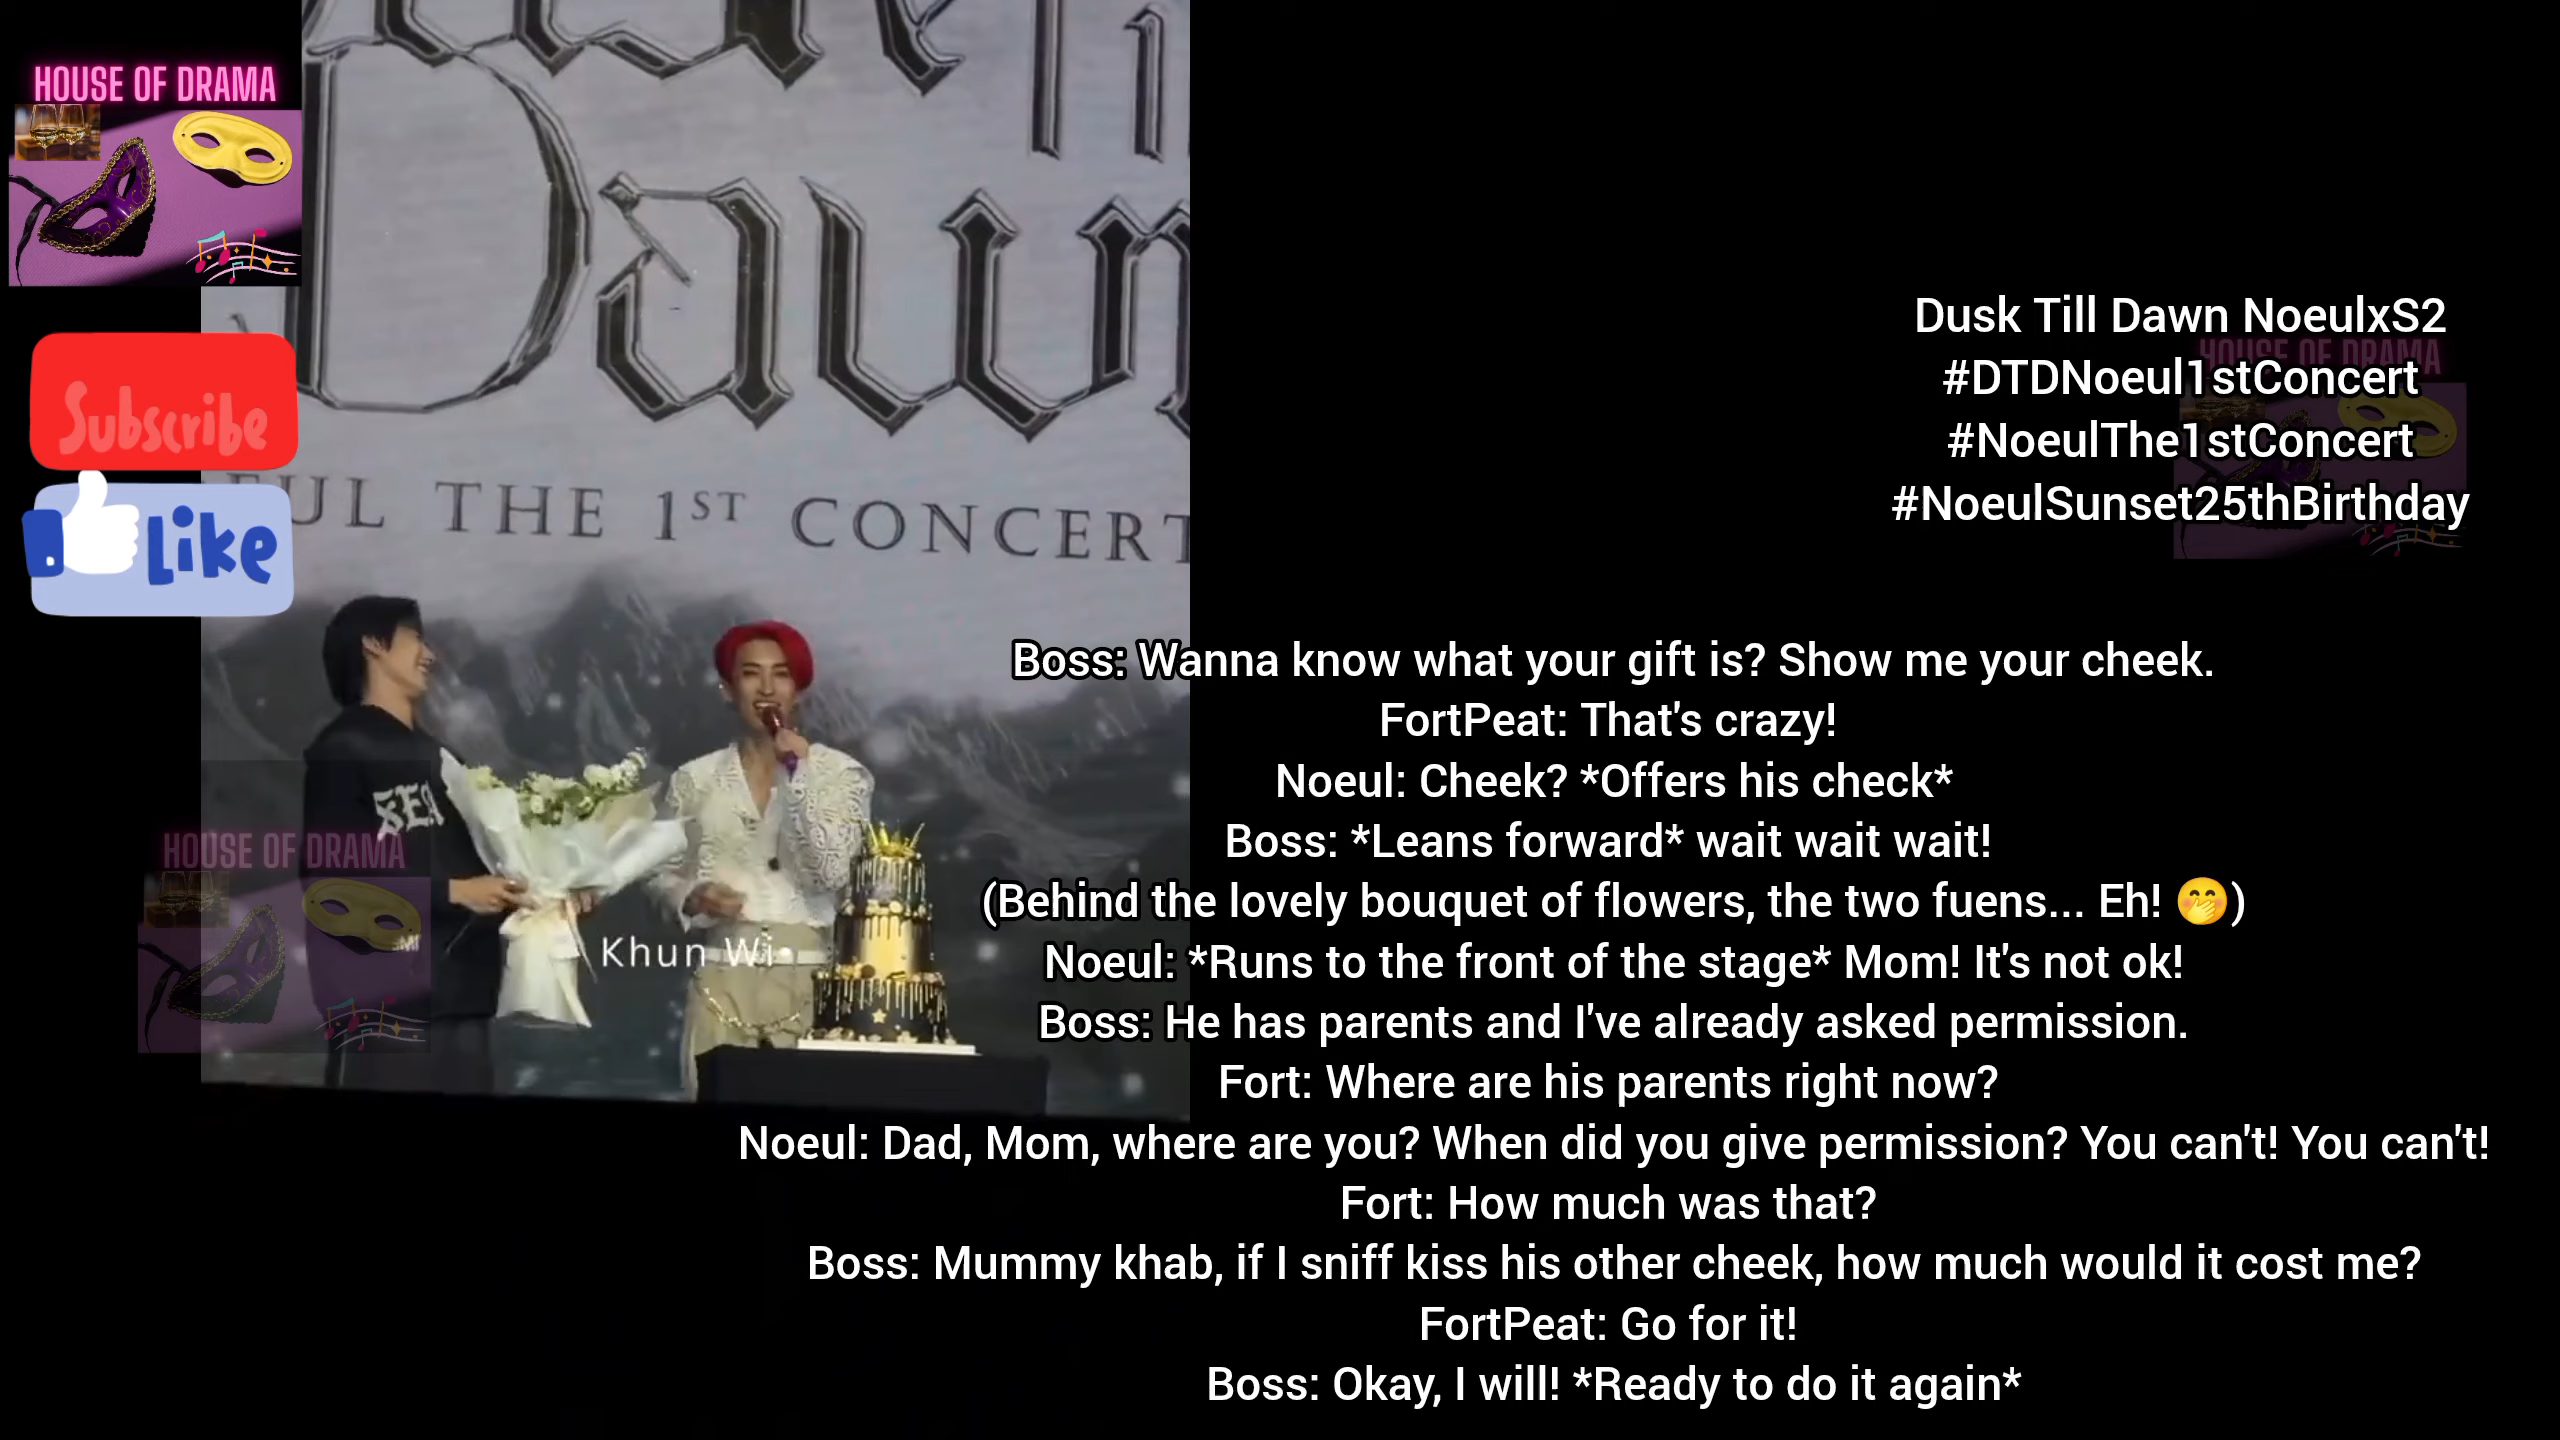 HOUSE OF DRAMA
Subscribe
Like
Till
Dawn
EUL THE 1ST CONCERT
HOUSE OF DRAMA
Khun Wi
Dusk Till Dawn NoeulxS2
HOUSE OF DRAMA
#DTDNoeul1stConcert
#NoeulThe1stConcert
#NoeulSunset25thBirthday
Boss: Wanna know what your gift is? Show me your cheek.
FortPeat: That's crazy!
Noeul: Cheek? *Offers his check*
Boss: *Leans forward* wait wait wait!
(Behind the lovely bouquet of flowers, the two fuens... Eh! 🤭)
Noeul: *Runs to the front of the stage* Mom! It's not ok!
Boss: He has parents and I've already asked permission.
Fort: Where are his parents right now?
Noeul: Dad, Mom, where are you? When did you give permission? You can't! You can't!
Fort: How much was that?
Boss: Mummy khab, if I sniff kiss his other cheek, how much would it cost me?
FortPeat: Go for it!
Boss: Okay, I will! *Ready to do it again*